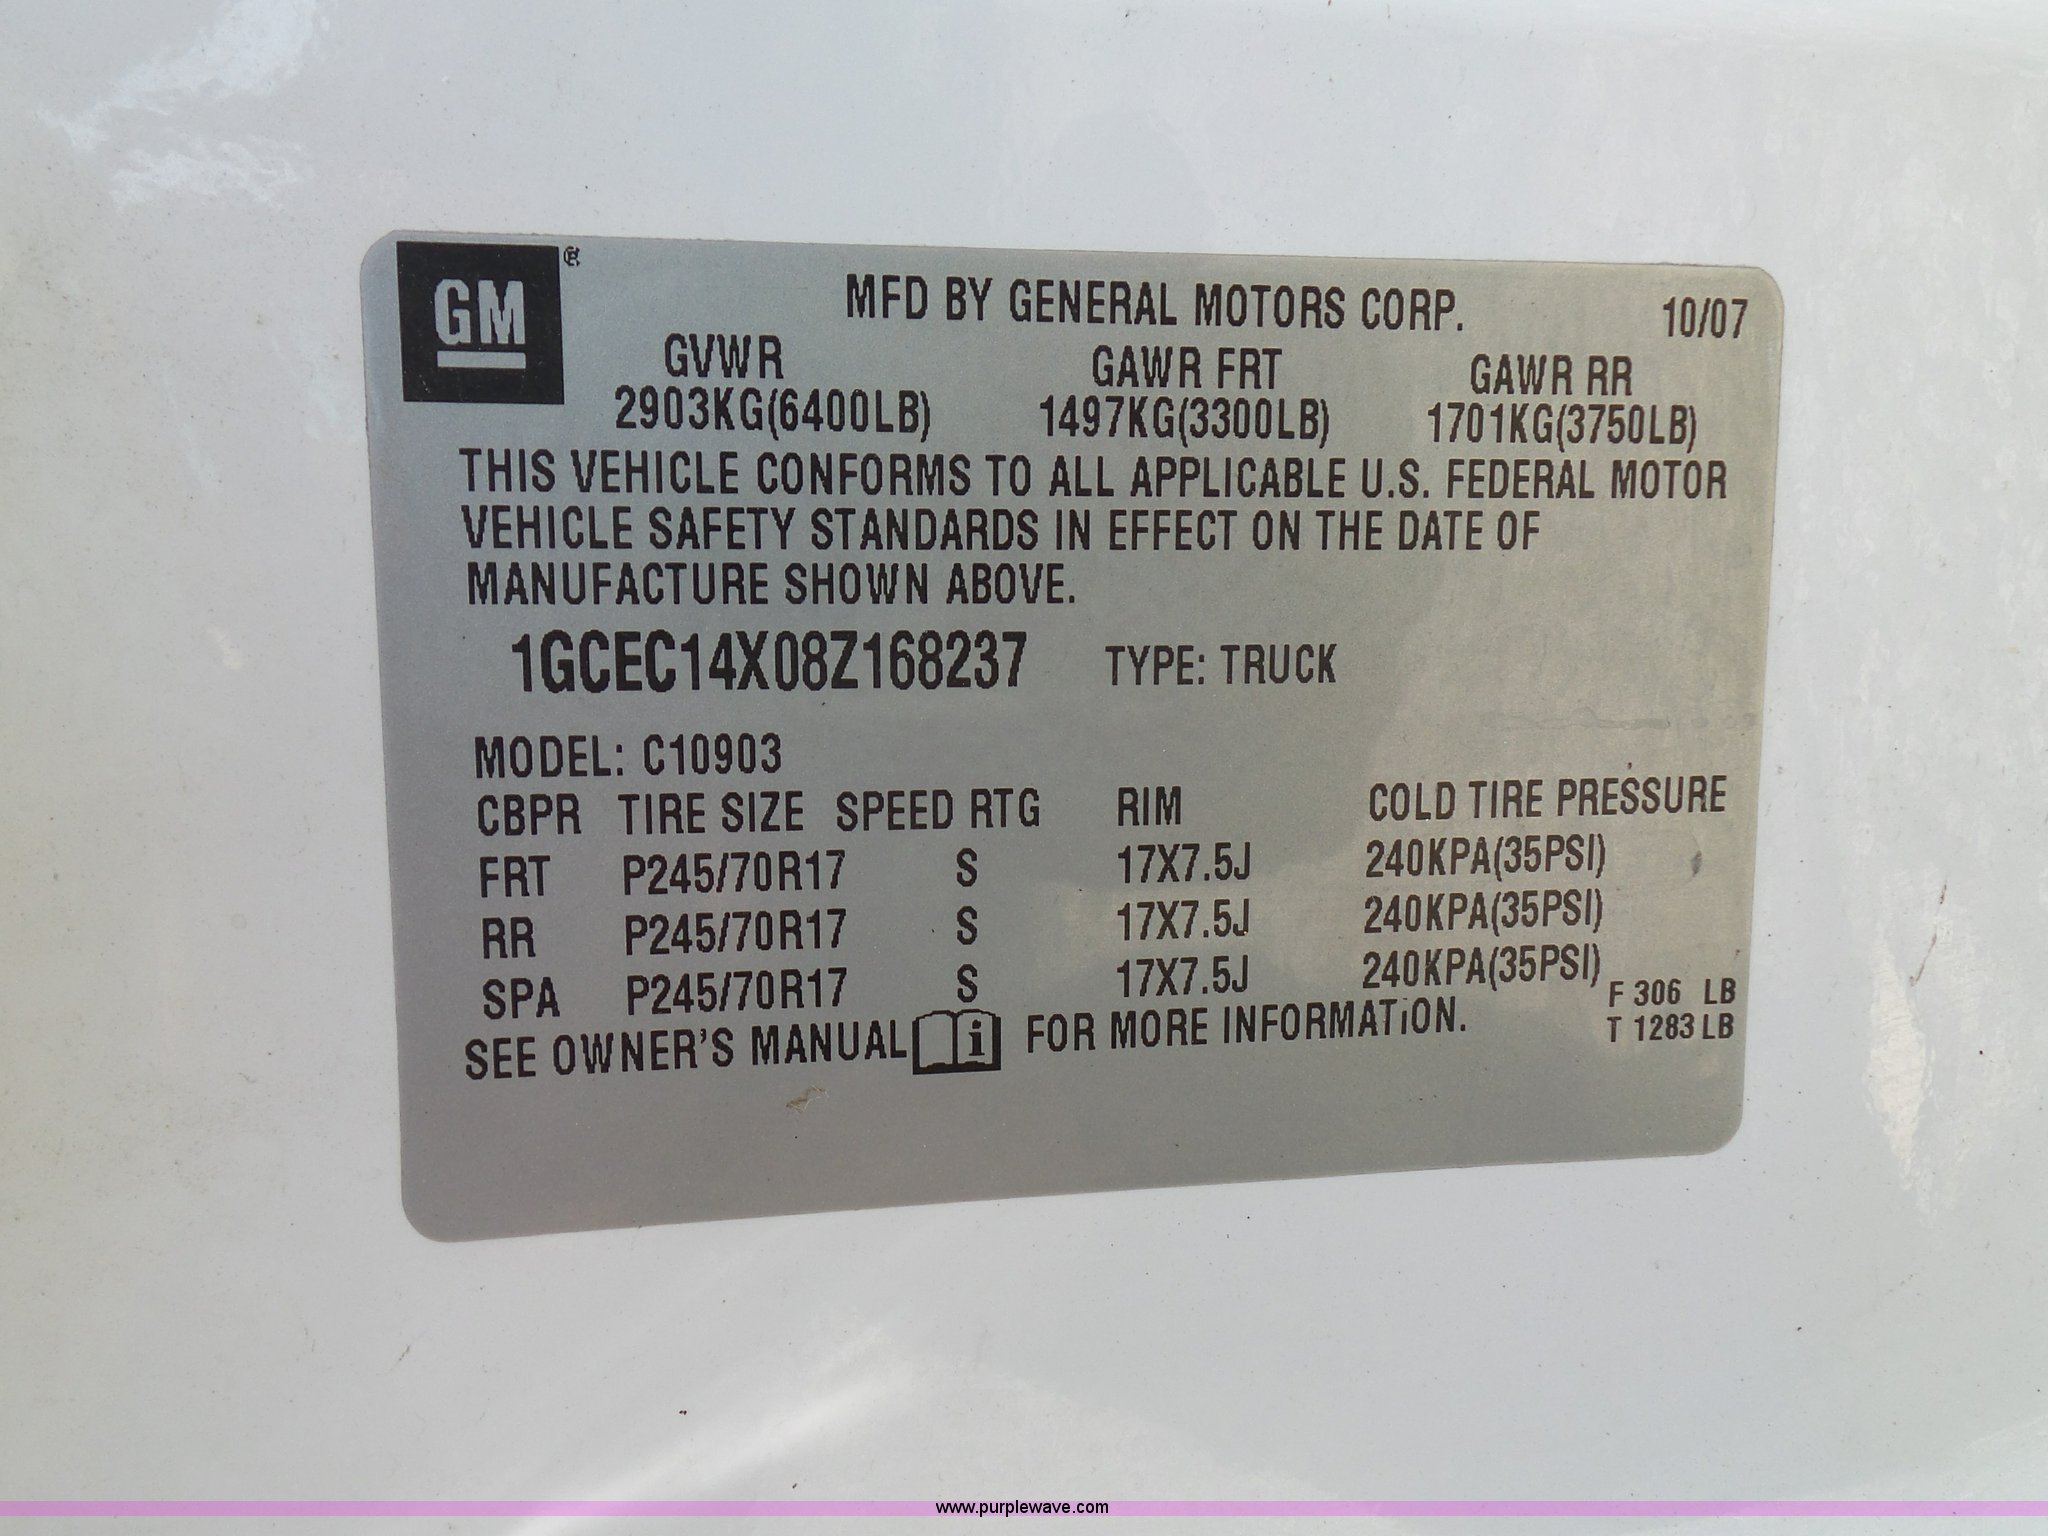 GM ®
MFD BY GENERAL MOTORS CORP. 10/07
GVWR GAWR FRT GAWR RR
2903KG(6400LB) 1497KG(3300LB) 1701KG(3750LB)
THIS VEHICLE CONFORMS TO ALL APPLICABLE U.S. FEDERAL MOTOR
VEHICLE SAFETY STANDARDS IN EFFECT ON THE DATE OF
MANUFACTURE SHOWN ABOVE.
1GCEC14X08Z168237 TYPE: TRUCK
MODEL: C10903
CBPR TIRE SIZE SPEED RTG RIM COLD TIRE PRESSURE
FRT P245/70R17 S 17X7.5J 240KPA(35PSI)
RR P245/70R17 S 17X7.5J 240KPA(35PSI)
SPA P245/70R17 S 17X7.5J 240KPA(35PSI)
F 306 LB
SEE OWNER'S MANUAL i FOR MORE INFORMATiON. T 1283 LB
www.purplewave.com